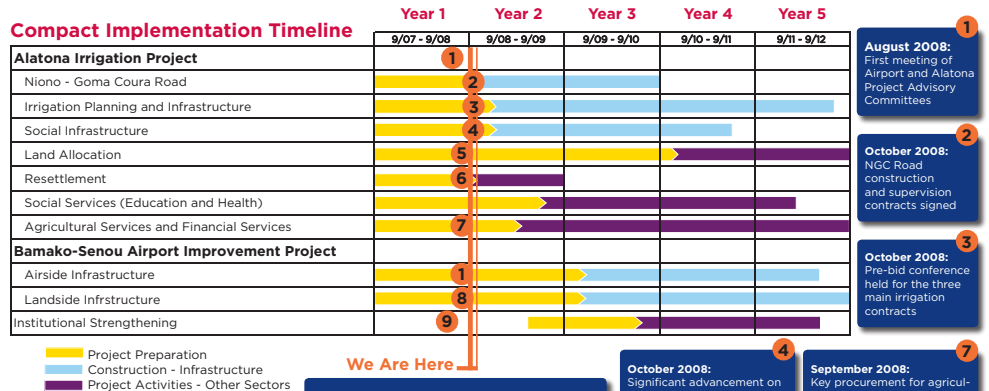 Compact Implementation Timeline
Year 1 Year 2 Year 3 Year 4 Year 5
9/07 - 9/08 9/08 - 9/09 9/09 - 9/10 9/10 - 9/11 9/11 - 9/12
Alatona Irrigation Project 1
Niono - Goma Coura Road 2
Irrigation Planning and Infrastructure 3
Social Infrastructure 4
Land Allocation 5
Resettlement 6
Social Services (Education and Health)
Agricultural Services and Financial Services 7
Bamako-Senou Airport Improvement Project
Airside Infrastructure 1
Landside Infrstructure 8
Institutional Strengthening 9
Project Preparation
Construction - Infrastructure
Project Activities - Other Sectors
We Are Here
1
August 2008:
First meeting of
Airport and Alatona
Project Advisory
Committees
2
October 2008:
NGC Road
construction
and supervision
contracts signed
3
October 2008:
Pre-bid conference
held for the three
main irrigation
contracts
4
October 2008:
Significant advancement on
7
September 2008:
Key procurement for agricul-